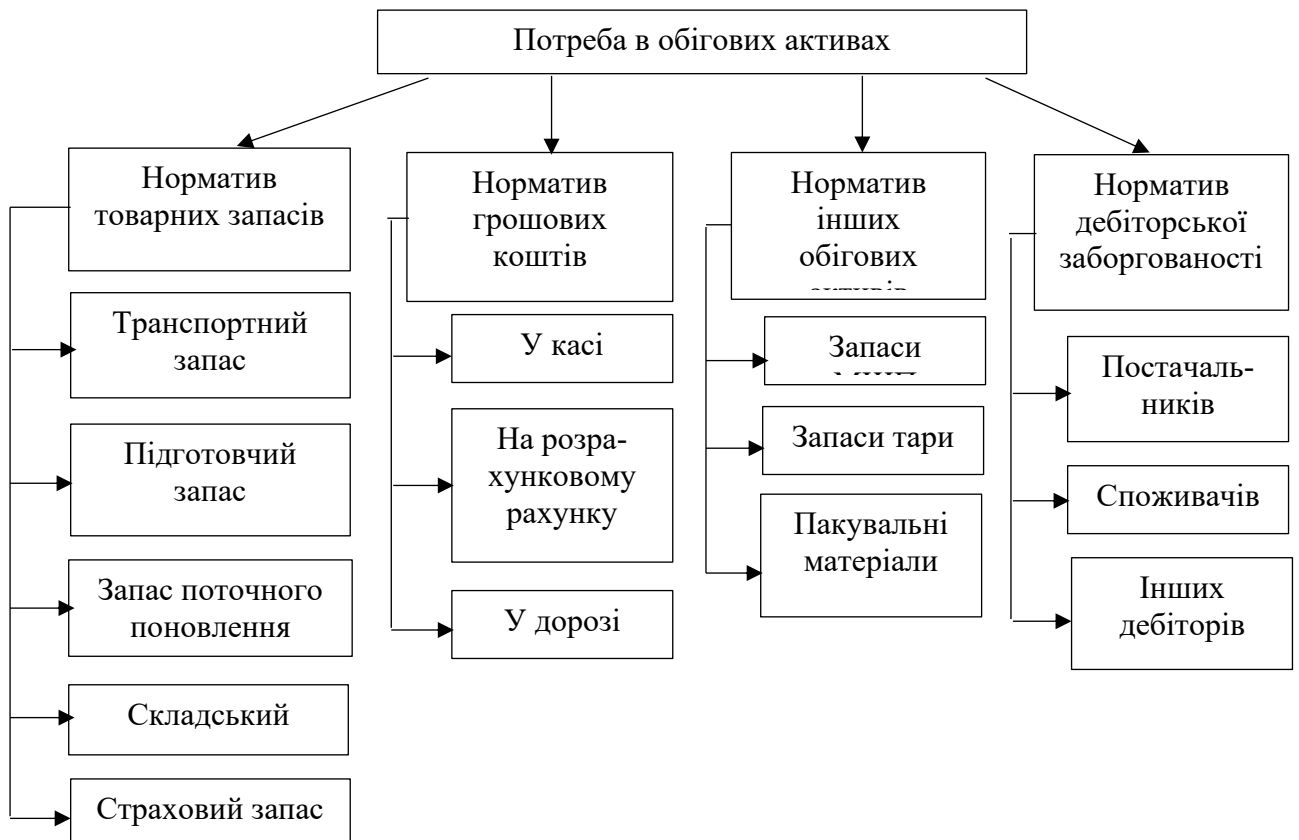 Потреба в обігових активах
Норматив
товарних запасів
Транспортний
запас
Підготовчий
запас
Запас поточного
поновлення
Складський
Страховий запас
Норматив
грошових
коштів
У касі
На розра-
хунковому
рахунку
У дорозі
Норматив
інших
обігових
Запаси
Запаси тари
Пакувальні
матеріали
Норматив
дебіторської
заборгованості
Постачаль-
ників
Споживачів
Інших
дебіторів